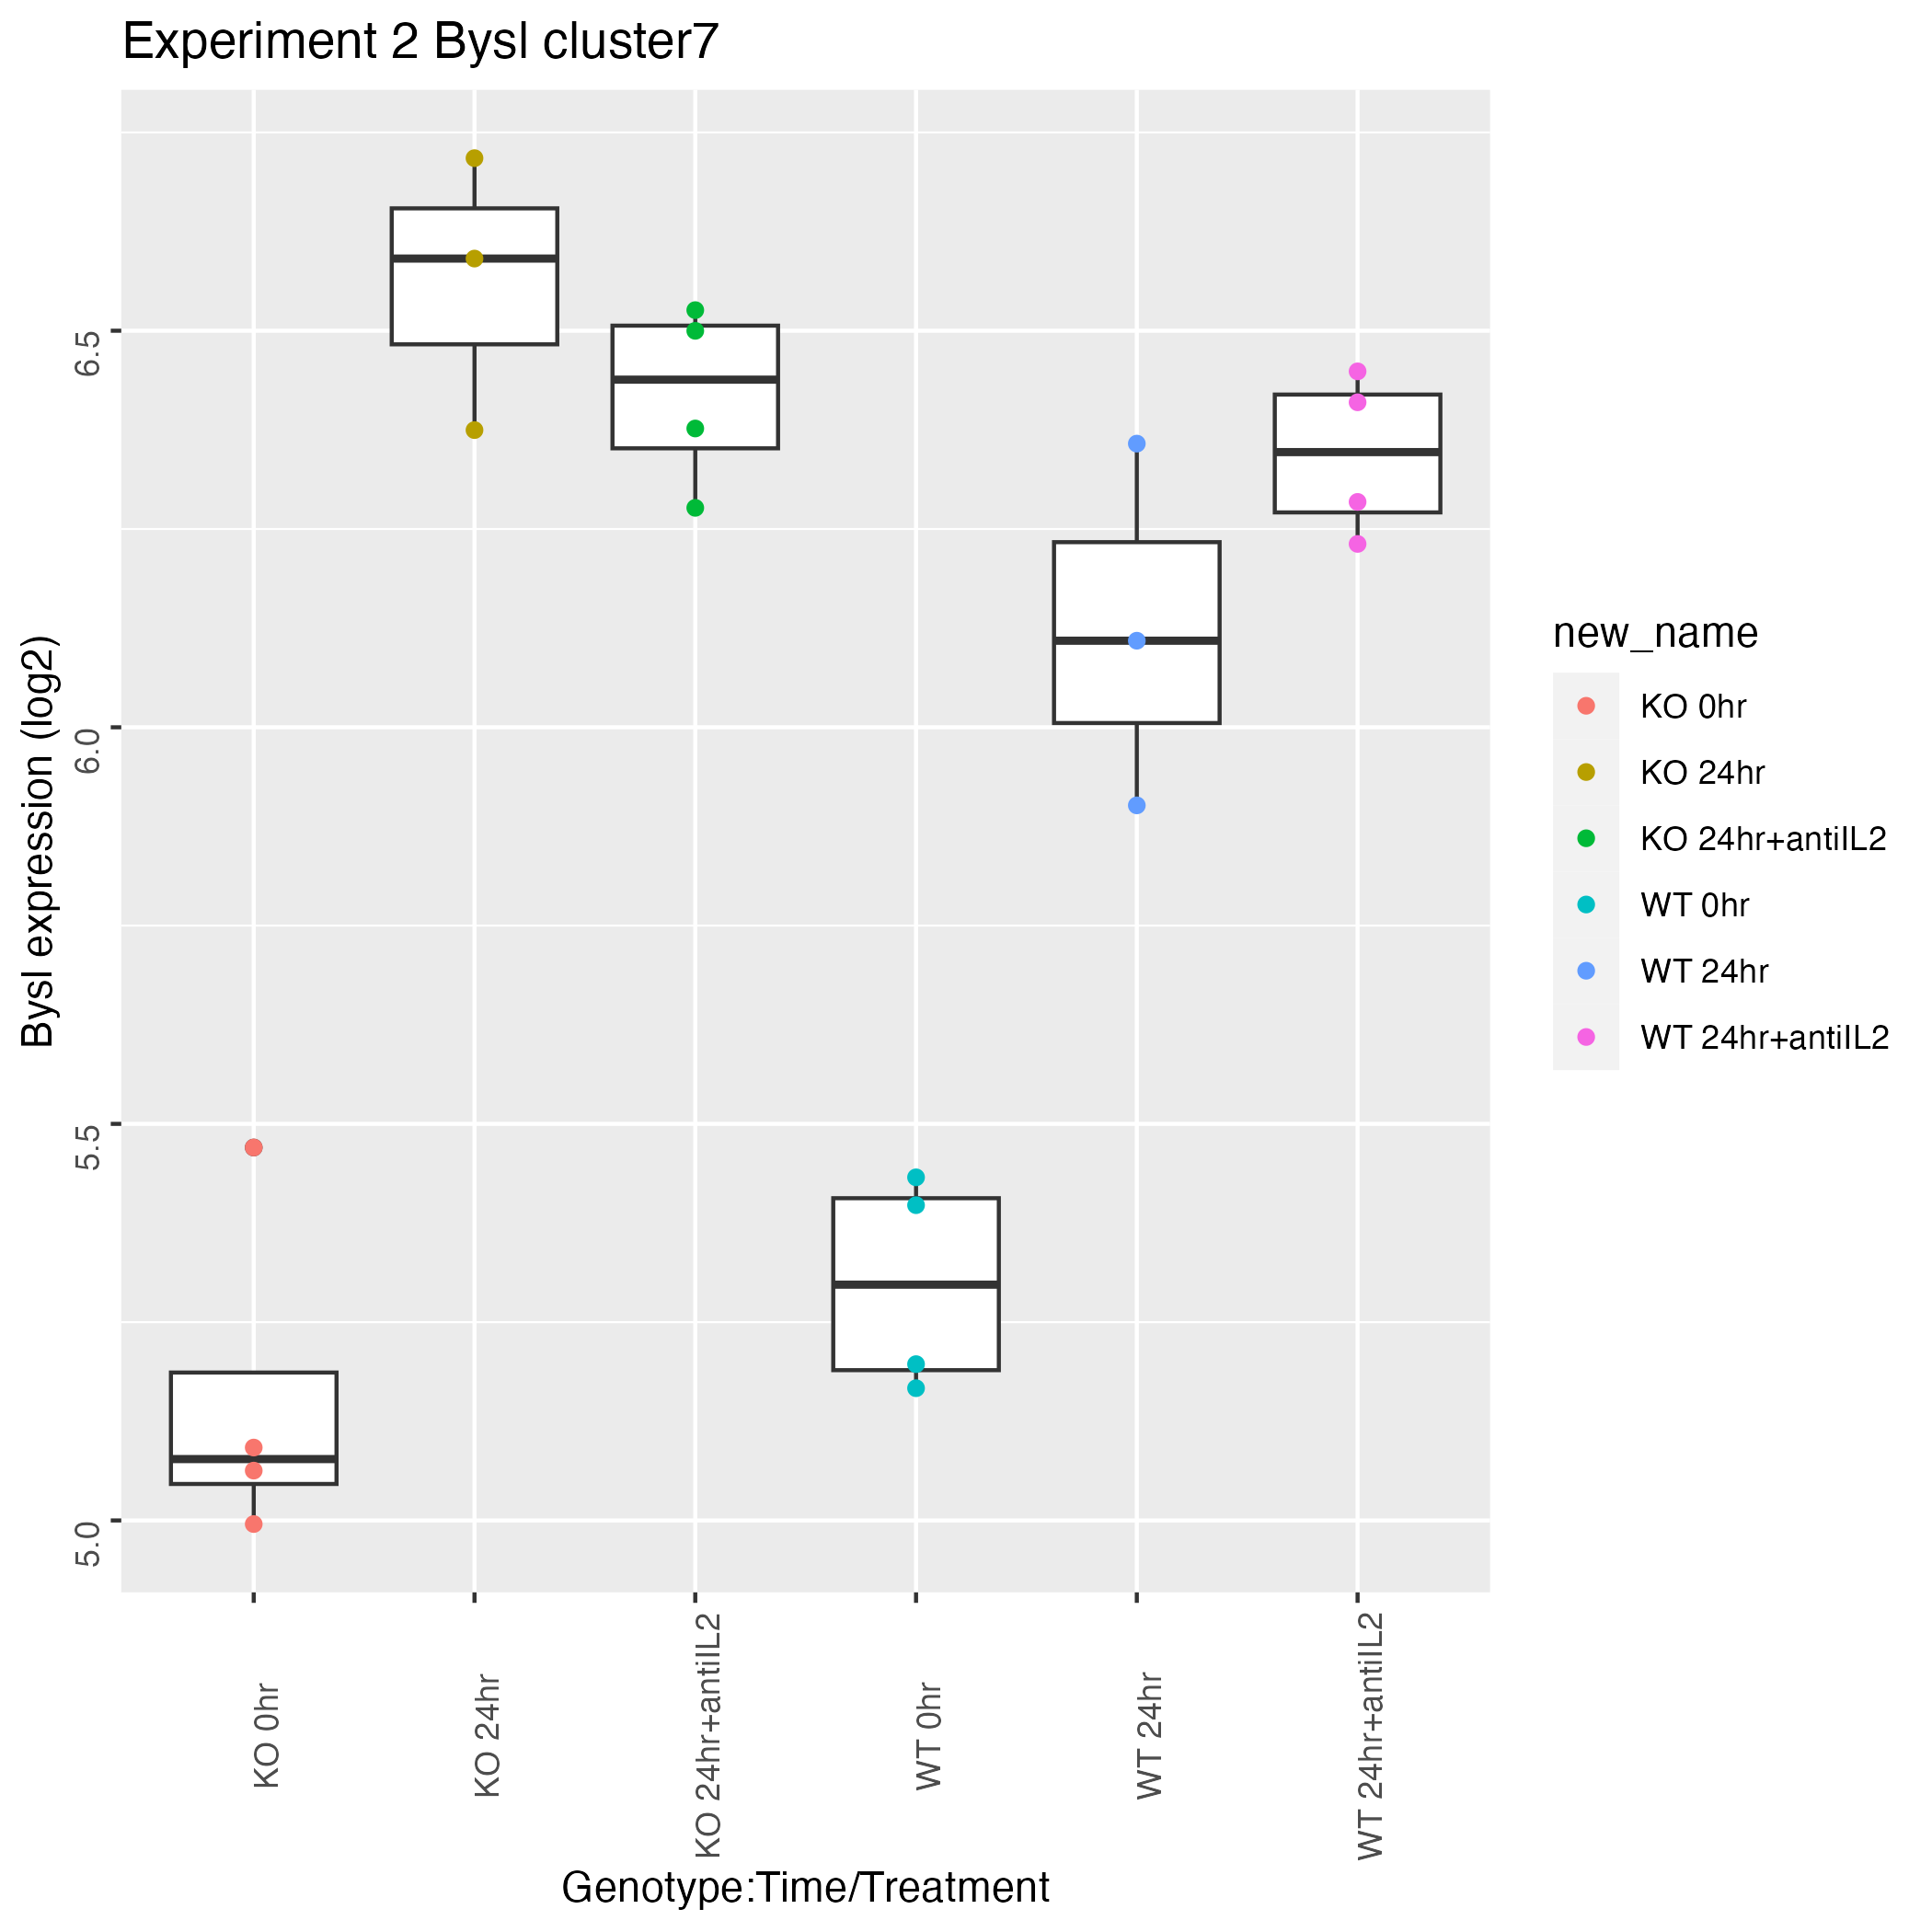 Experiment 2 Bysl cluster7
Bysl expression (log2)
6.5
6.0
5.5
5.0
KO 0hr
KO 24hr
KO 24hr+antiIL2
WT 0hr
WT 24hr
WT 24hr+antiIL2
Genotype:Time/Treatment
new_name
KO 0hr
KO 24hr
KO 24hr+antiIL2
WT 0hr
WT 24hr
WT 24hr+antiIL2